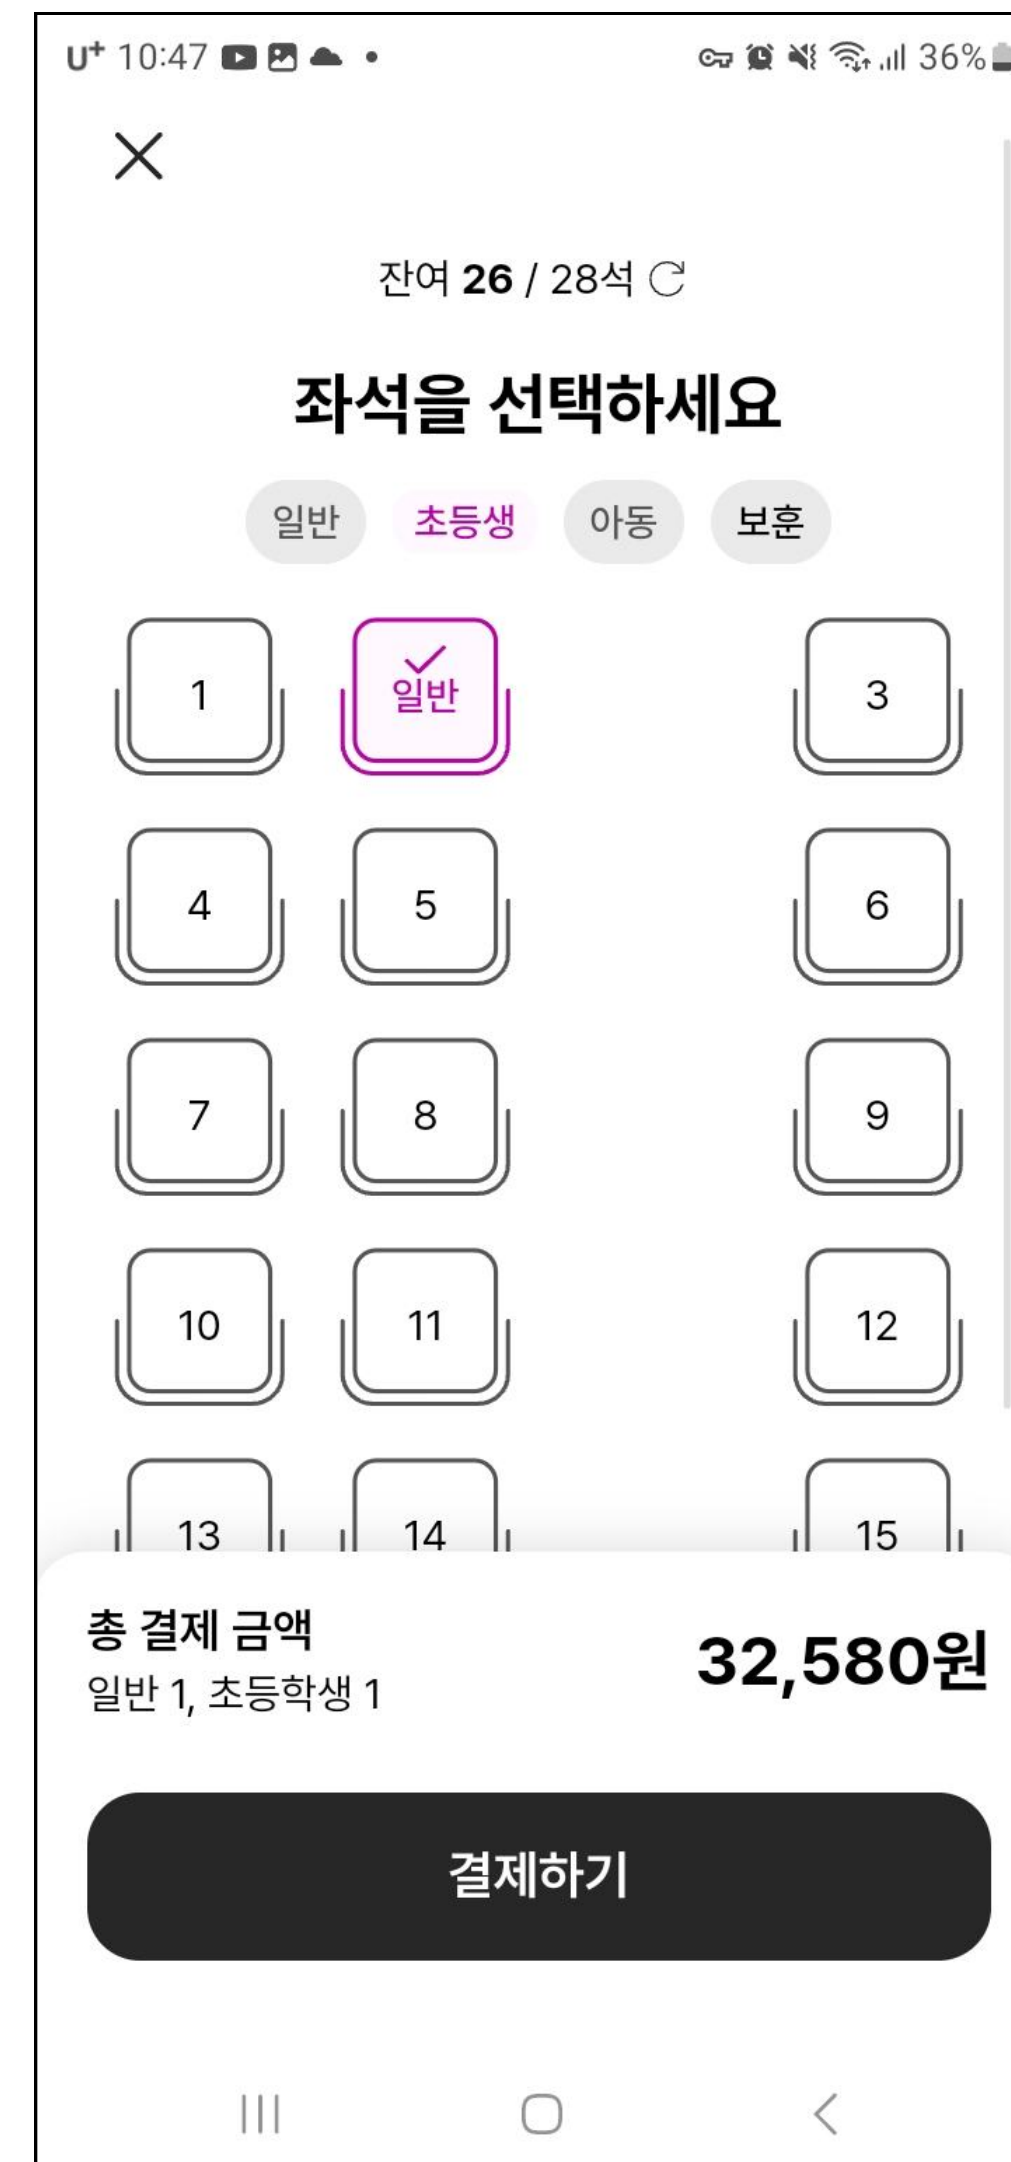 U+ 10:47 36%
잔여 26 / 28석
좌석을 선택하세요
일반 초등생 아동 보훈
1 일반 3
4 5 6
7 8 9
10 11 12
13 14 15
총 결제 금액
일반 1, 초등학생 1
32,580원
결제하기